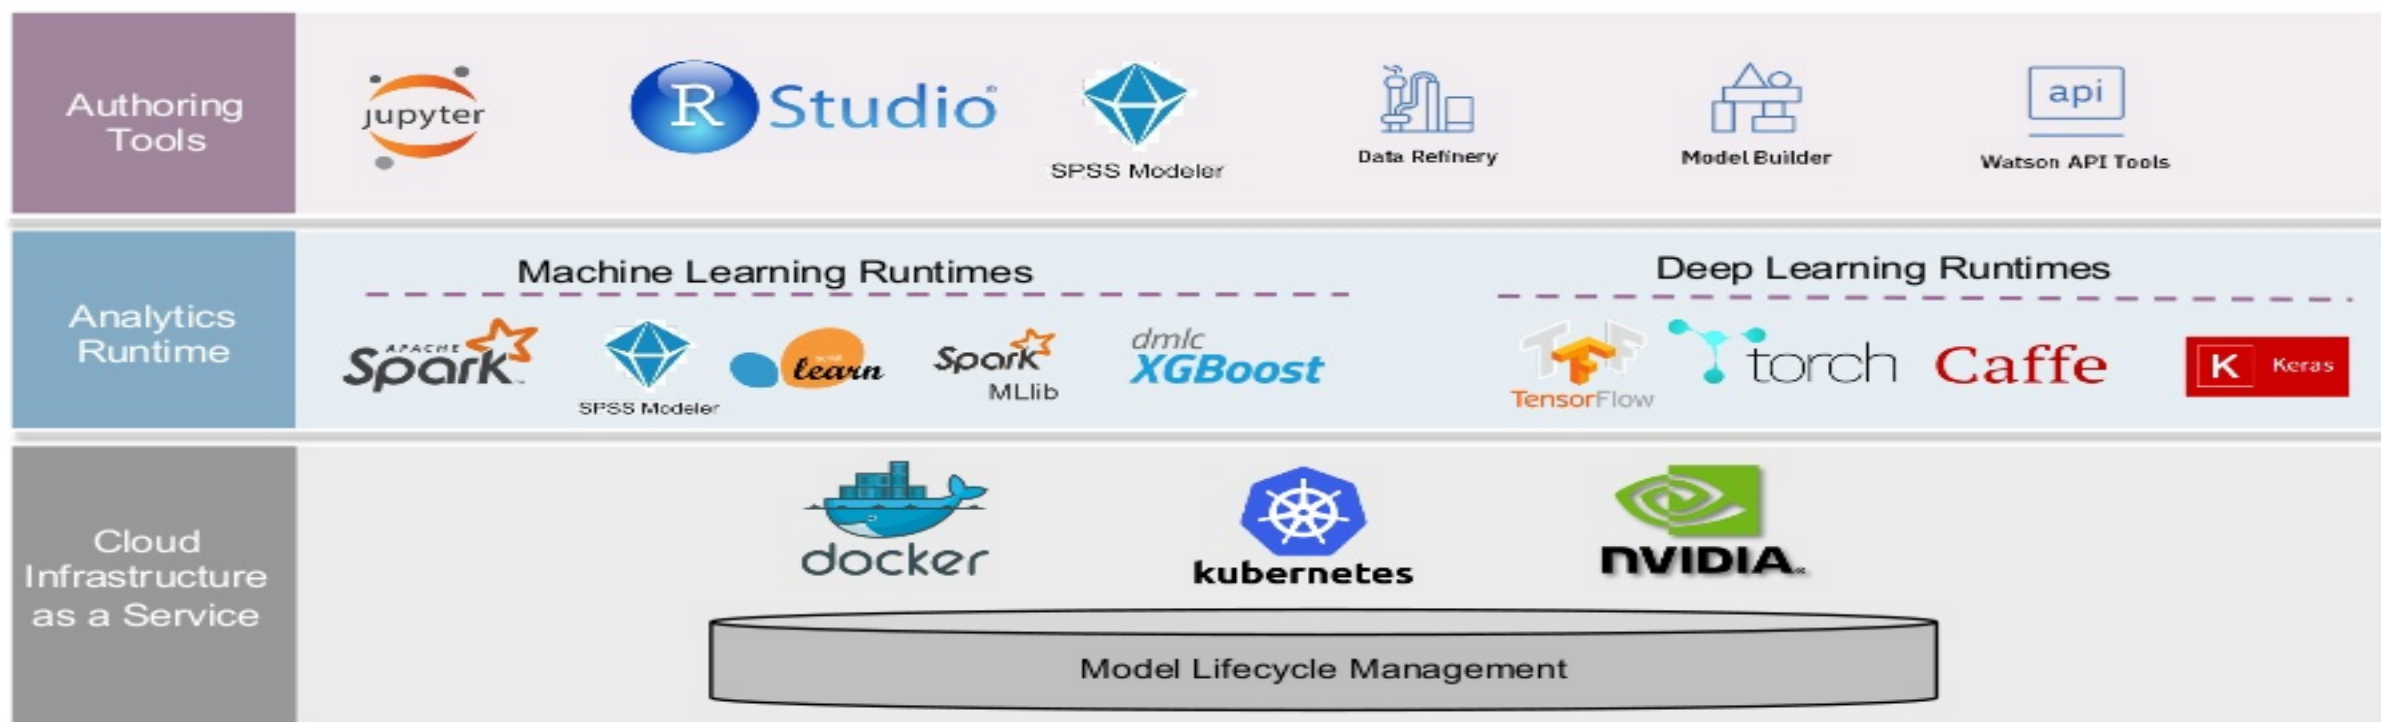 Authoring
Tools
jupyter
R Studio®
SPSS Modeler
Data Refinery
Model Builder
api
Watson API Tools
Analytics
Runtime
Machine Learning Runtimes
APACHE
Spark™
SPSS Modeler
learn
Spark
MLlib
dmlc
XGBoost
Deep Learning Runtimes
TF
TensorFlow
torch
Caffe
K Keras
Cloud
Infrastructure
as a Service
docker
kubernetes
NVIDIA®
Model Lifecycle Management